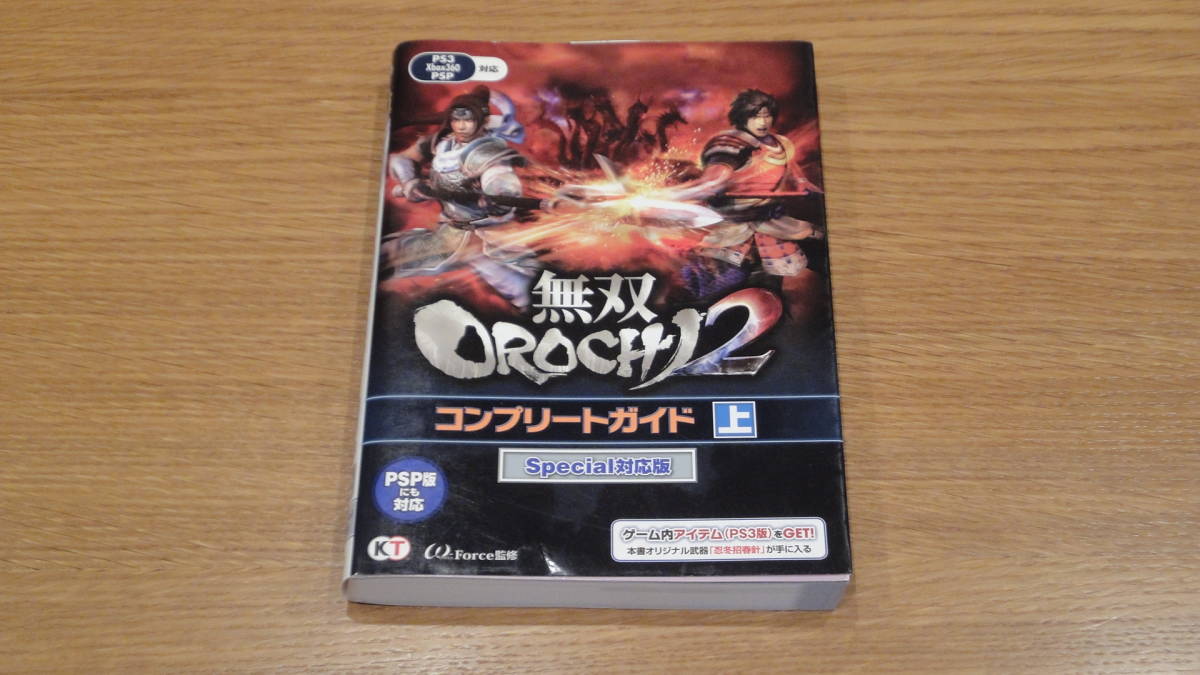 PS3
Xbox360
PSP
対応
無双
OROCHI2
コンプリートガイド 上
Special対応版
PSP版
にも
対応
ゲーム内アイテム(PS3版)をGET!
本書オリジナル武器「忍冬招春針」が手に入る
KT ω-Force監修